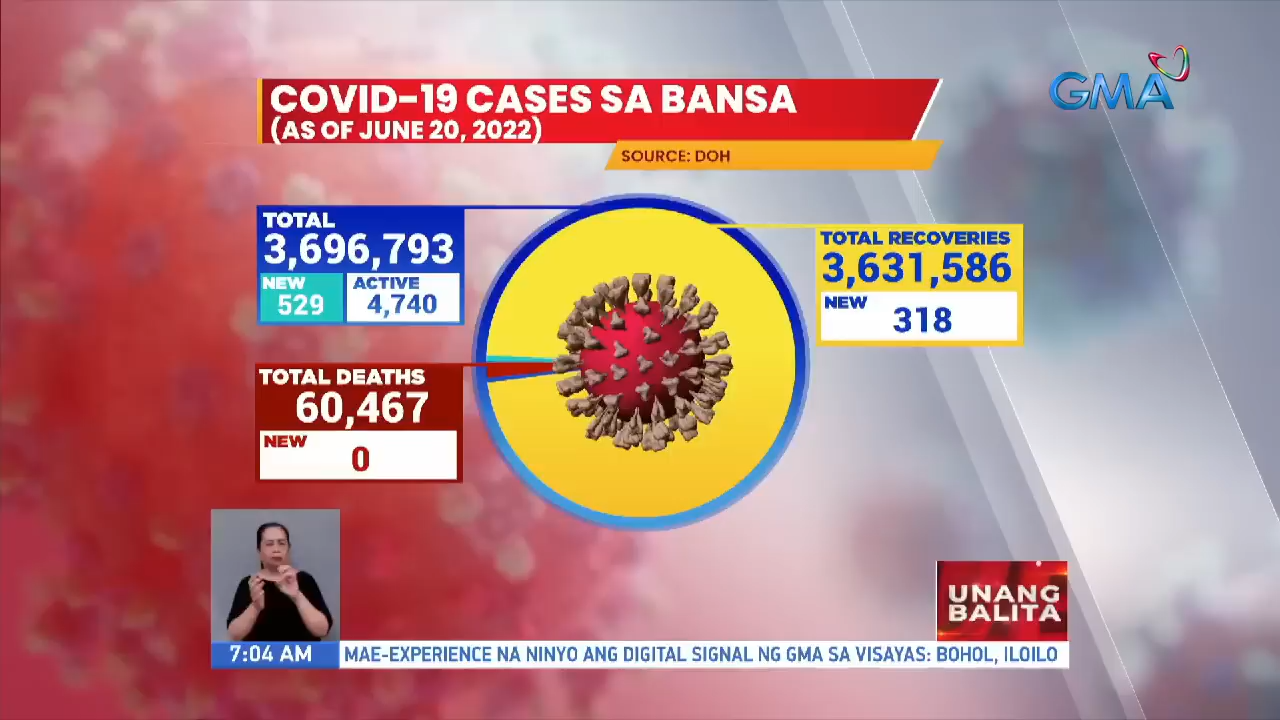 COVID-19 CASES SA BANSA
(AS OF JUNE 20, 2022)
SOURCE: DOH
GMA
TOTAL
3,696,793
NEW
529
ACTIVE
4,740
TOTAL RECOVERIES
3,631,586
NEW
318
TOTAL DEATHS
60,467
NEW
0
UNANG
BALITA
7:04 AM
MAE-EXPERIENCE NA NINYO ANG DIGITAL SIGNAL NG GMA SA VISAYAS: BOHOL, ILOILO